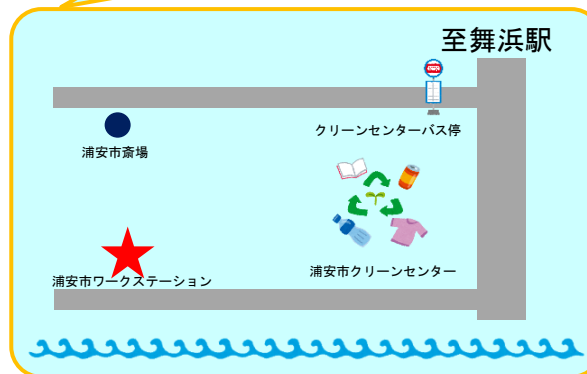 至舞浜駅
クリーンセンターバス停
浦安市斎場
浦安市クリーンセンター
浦安市ワークステーション